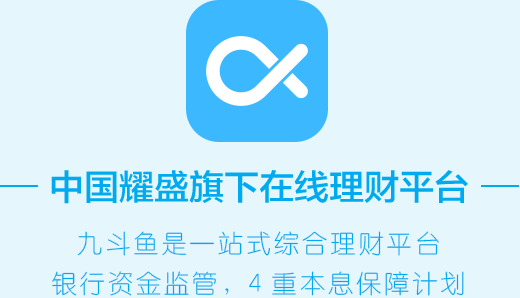 中国耀盛旗下在线理财平台
九斗鱼是一站式综合理财平台
银行资金监管，4 重本息保障计划